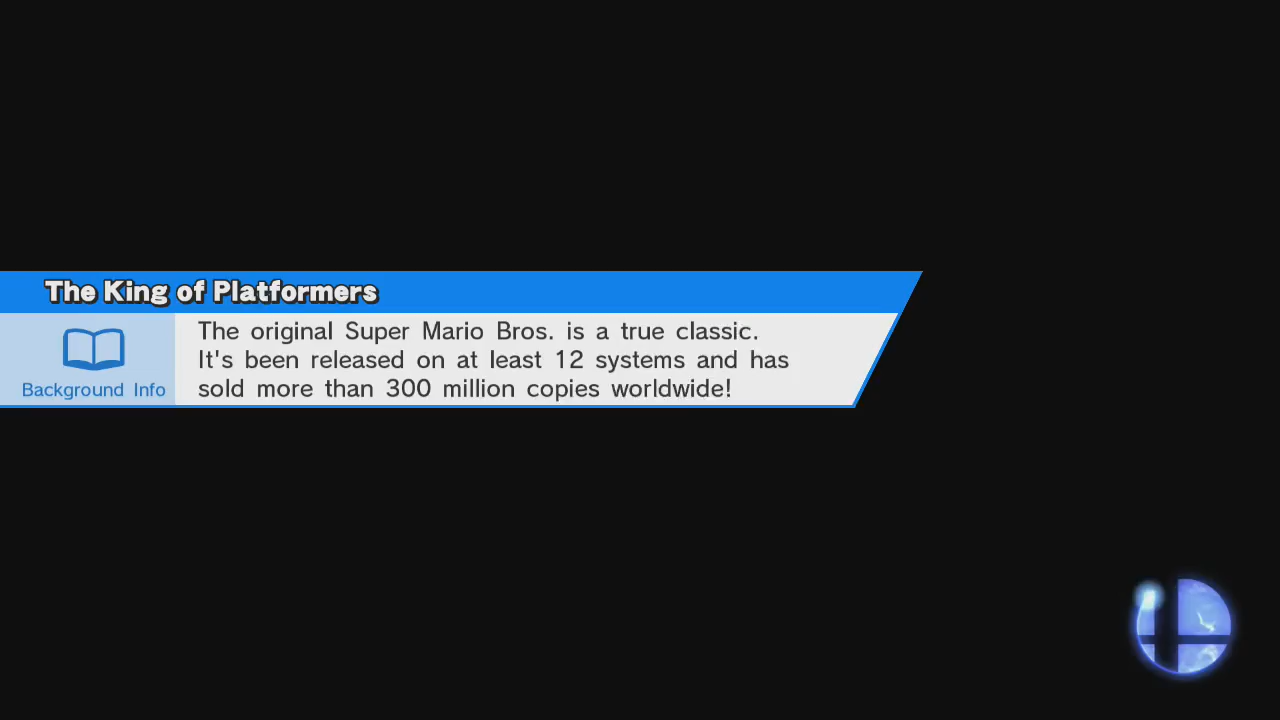 The King of Platformers
The original Super Mario Bros. is a true classic.
It's been released on at least 12 systems and has
sold more than 300 million copies worldwide!
Background Info